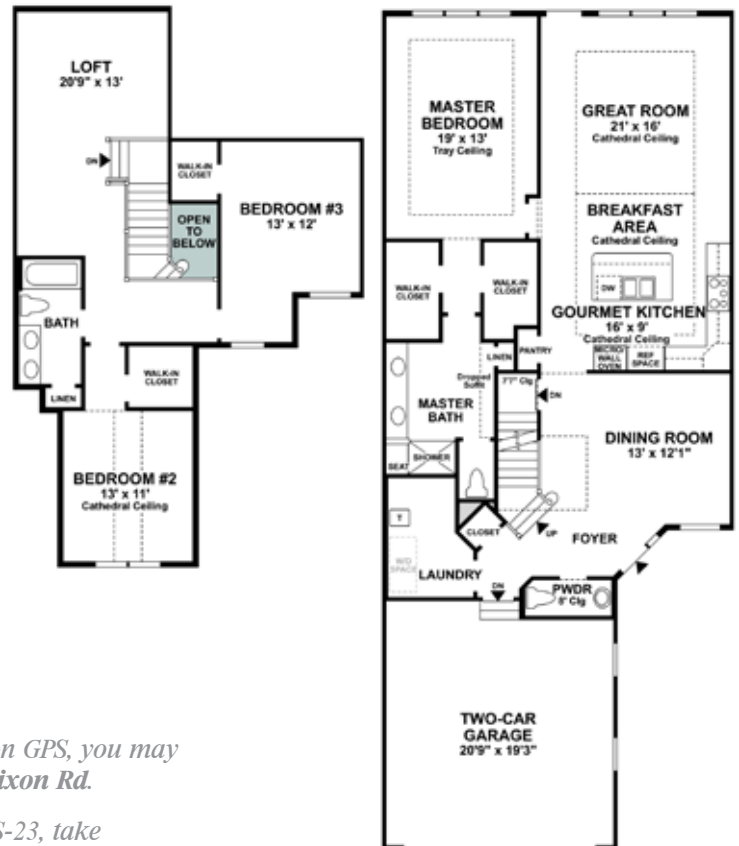 LOFT
20'9" x 13'
DN
WALK-IN
CLOSET
OPEN
TO
BELOW
BEDROOM #3
13' x 12'
BATH
LINEN
WALK-IN
CLOSET
BEDROOM #2
13' x 11'
Cathedral Ceiling
MASTER
BEDROOM
19' x 13'
Tray Ceiling
GREAT ROOM
21' x 16'
Cathedral Ceiling
BREAKFAST
AREA
Cathedral Ceiling
WALK-IN
CLOSET
WALK-IN
CLOSET
DW
GOURMET KITCHEN
16' x 9'
Cathedral Ceiling
MICRO/
WALL
OVEN
REF
SPACE
LINEN
PANTRY
Dropped
Soffit
7'7" Clg
DN
MASTER
BATH
SEAT
SHOWER
DINING ROOM
13' x 12'1"
T
W/D
SPACE
CLOSET
UP
FOYER
LAUNDRY
DN
PWDR
8' Clg
TWO-CAR
GARAGE
20'9" x 19'3"
on GPS, you may
ixon Rd.
S-23, take